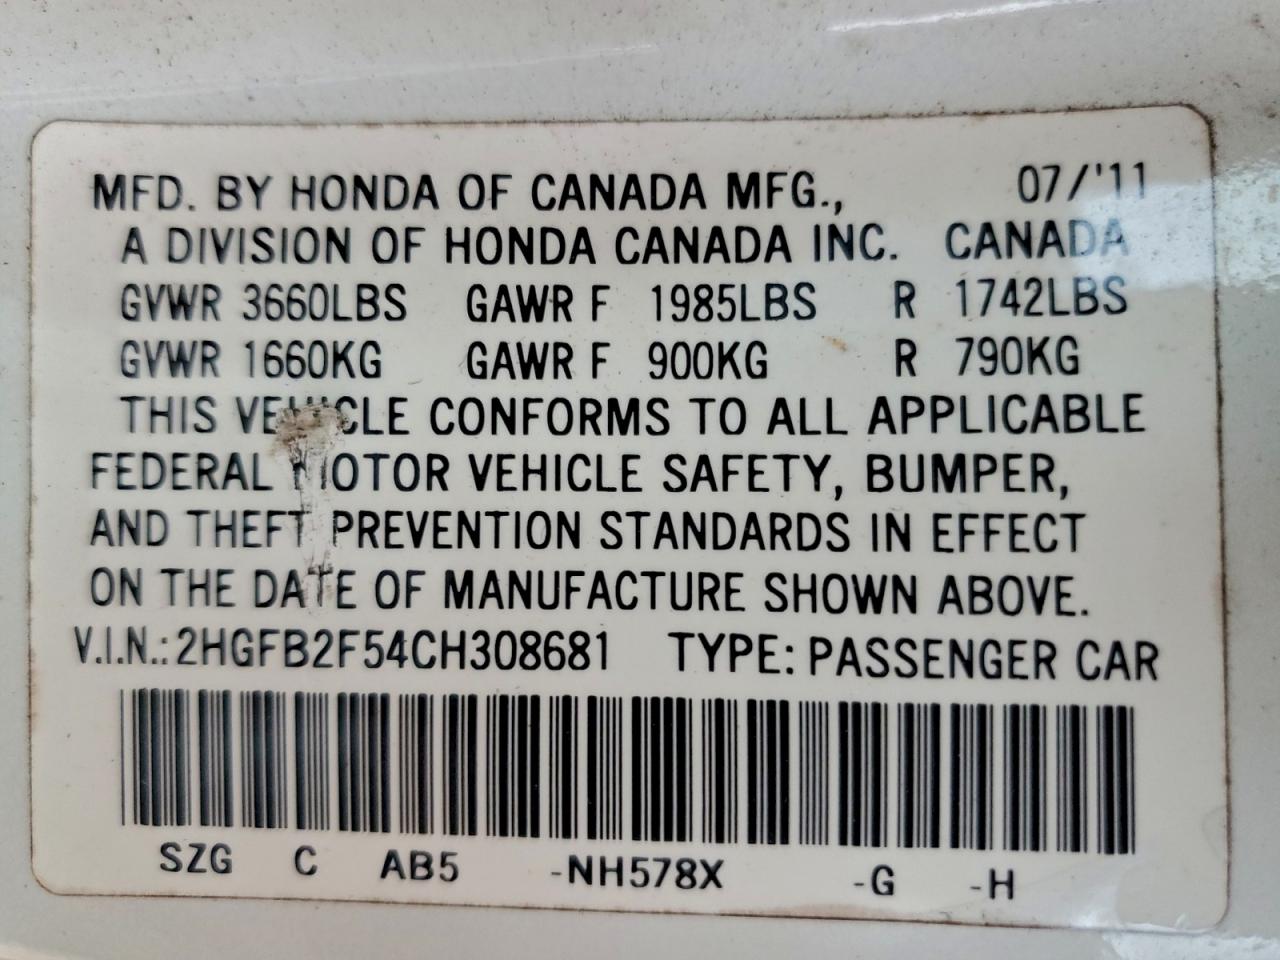 MFD. BY HONDA OF CANADA MFG., 07/'11
A DIVISION OF HONDA CANADA INC. CANADA
GVWR 3660LBS GAWR F 1985LBS R 1742LBS
GVWR 1660KG GAWR F 900KG R 790KG
THIS VEHICLE CONFORMS TO ALL APPLICABLE
FEDERAL MOTOR VEHICLE SAFETY, BUMPER,
AND THEFT PREVENTION STANDARDS IN EFFECT
ON THE DATE OF MANUFACTURE SHOWN ABOVE.
V.I.N.: 2HGFB2F54CH308681 TYPE: PASSENGER CAR
SZG C AB5 -NH578X -G -H